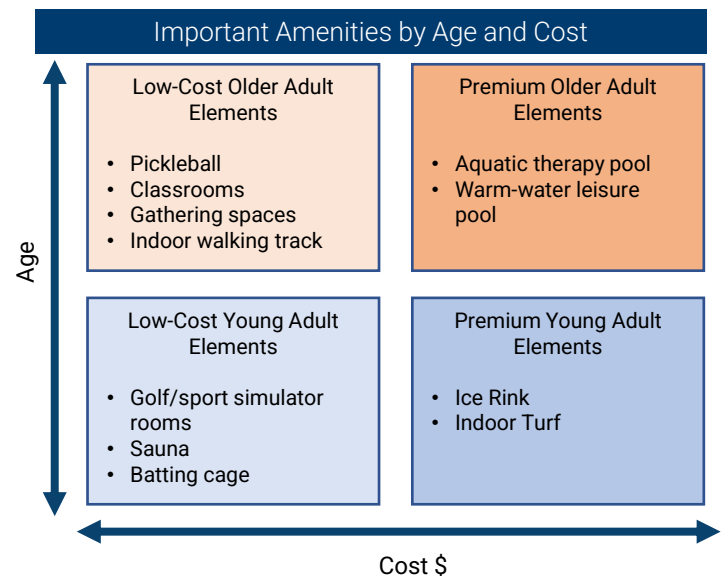 Important Amenities by Age and Cost
Age
Low-Cost Older Adult
Elements
• Pickleball
• Classrooms
• Gathering spaces
• Indoor walking track
Premium Older Adult
Elements
• Aquatic therapy pool
• Warm-water leisure
pool
Low-Cost Young Adult
Elements
• Golf/sport simulator
rooms
• Sauna
• Batting cage
Premium Young Adult
Elements
• Ice Rink
• Indoor Turf
Cost $